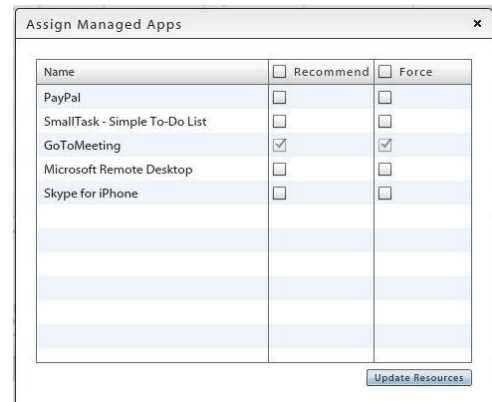 Assign Managed Apps x
Name Recommend Force
PayPal
SmallTask - Simple To-Do List
GoToMeeting
Microsoft Remote Desktop
Skype for iPhone
Update Resources